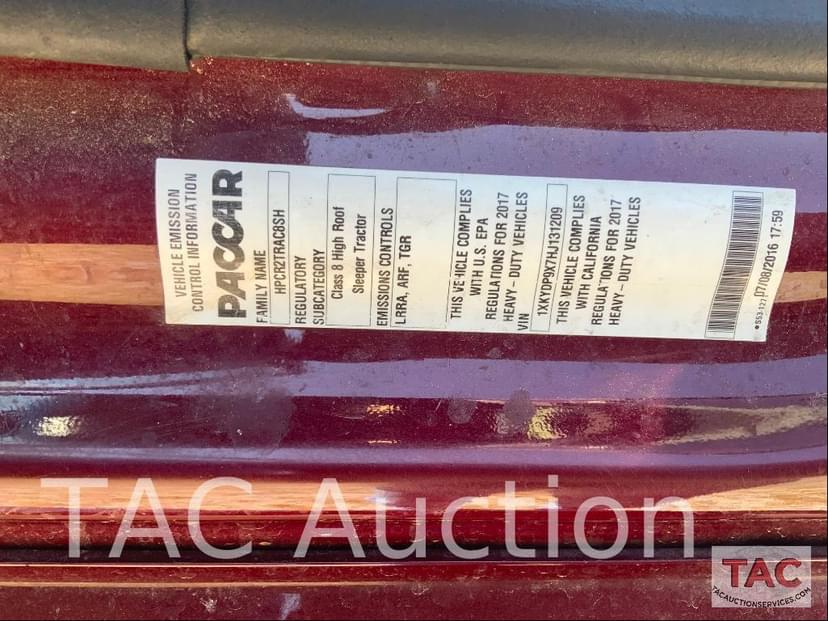 VEHICLE EMISSION
CONTROL INFORMATION
PACCAR
FAMILY NAME
HPCR2TRAC8SH
REGULATORY
SUBCATEGORY
Class 8 High Roof
Sleeper Tractor
EMISSIONS CONTROLS
LRRA, ARF, TGR
THIS VEHICLE COMPLIES
WITH U.S. EPA
REGULATIONS FOR 2017
HEAVY – DUTY VEHICLES
VIN
1XKYDP9X7HJ131209
THIS VEHICLE COMPLIES
WITH CALIFORNIA
REGULATIONS FOR 2017
HEAVY – DUTY VEHICLES
07/08/2016 17:59
TAC Auction
TAC
TACAUCTIONSERVICES.COM